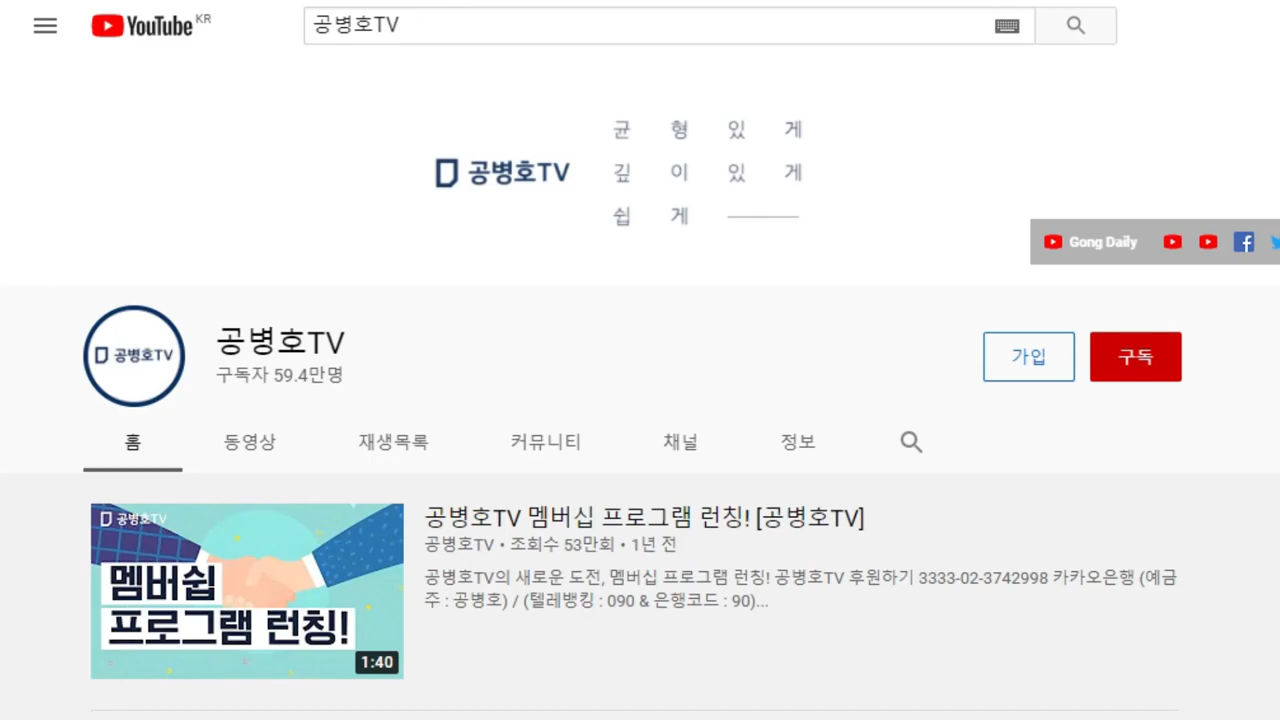 YouTube KR
공병호TV
공병호TV
균형있게
깊이있게
쉽게
Gong Daily
공병호TV
공병호TV
구독자 59.4만명
가입
구독
홈 동영상 재생목록 커뮤니티 채널 정보
공병호TV
멤버쉽
프로그램 런칭!
1:40
공병호TV 멤버십 프로그램 런칭! [공병호TV]
공병호TV • 조회수 53만회 • 1년 전
공병호TV의 새로운 도전, 멤버십 프로그램 런칭! 공병호TV 후원하기 3333-02-3742998 카카오은행 (예금
주 : 공병호) / (텔레뱅킹 : 090 & 은행코드 : 90)...